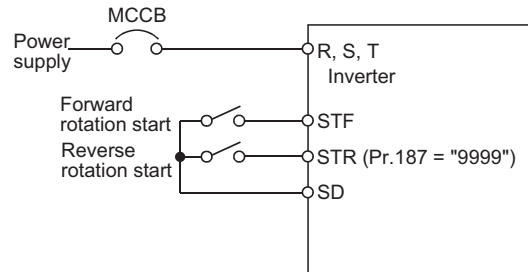 MCCB
Power
supply
R, S, T
Inverter
Forward
rotation start
STF
Reverse
rotation start
STR (Pr.187 = "9999")
SD